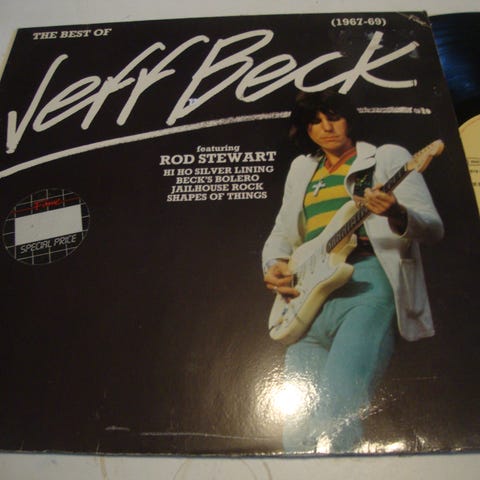 THE BEST OF
(1967-69)
Jeff Beck
featuring
ROD STEWART
HI HO SILVER LINING
BECK'S BOLERO
JAILHOUSE ROCK
SHAPES OF THINGS
Fame
SPECIAL PRICE